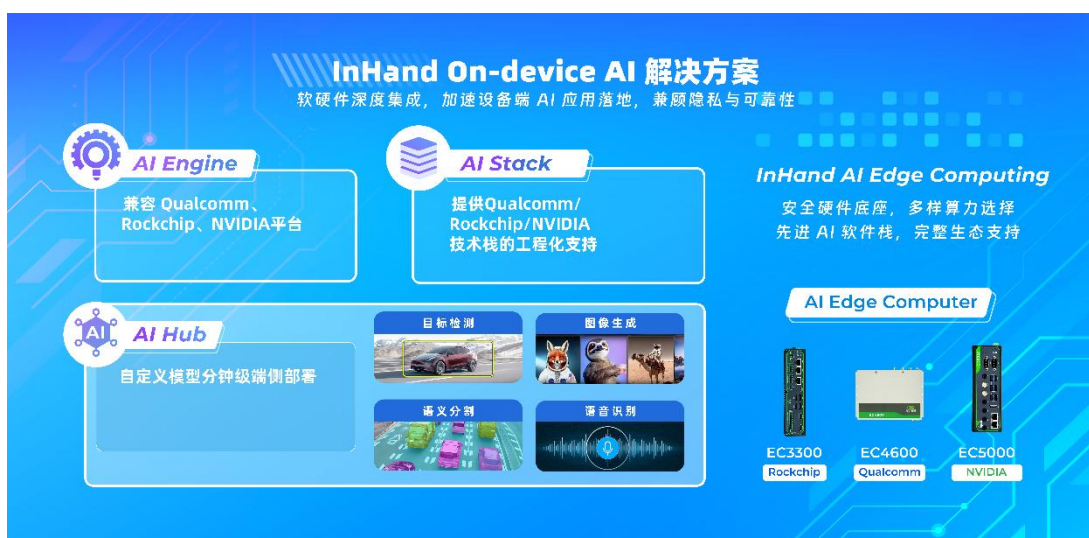 InHand On-device AI 解决方案
软硬件深度集成，加速设备端 AI 应用落地，兼顾隐私与可靠性
AI Engine
兼容 Qualcomm、
Rockchip、NVIDIA平台
AI Stack
提供Qualcomm/
Rockchip/NVIDIA
技术栈的工程化支持
AI
AI Hub
自定义模型分钟级端侧部署
目标检测
图像生成
语义分割
语音识别
InHand AI Edge Computing
安全硬件底座，多样算力选择
先进 AI 软件栈，完整生态支持
AI Edge Computer
EC3300
Rockchip
EC4600
Qualcomm
EC5000
NVIDIA